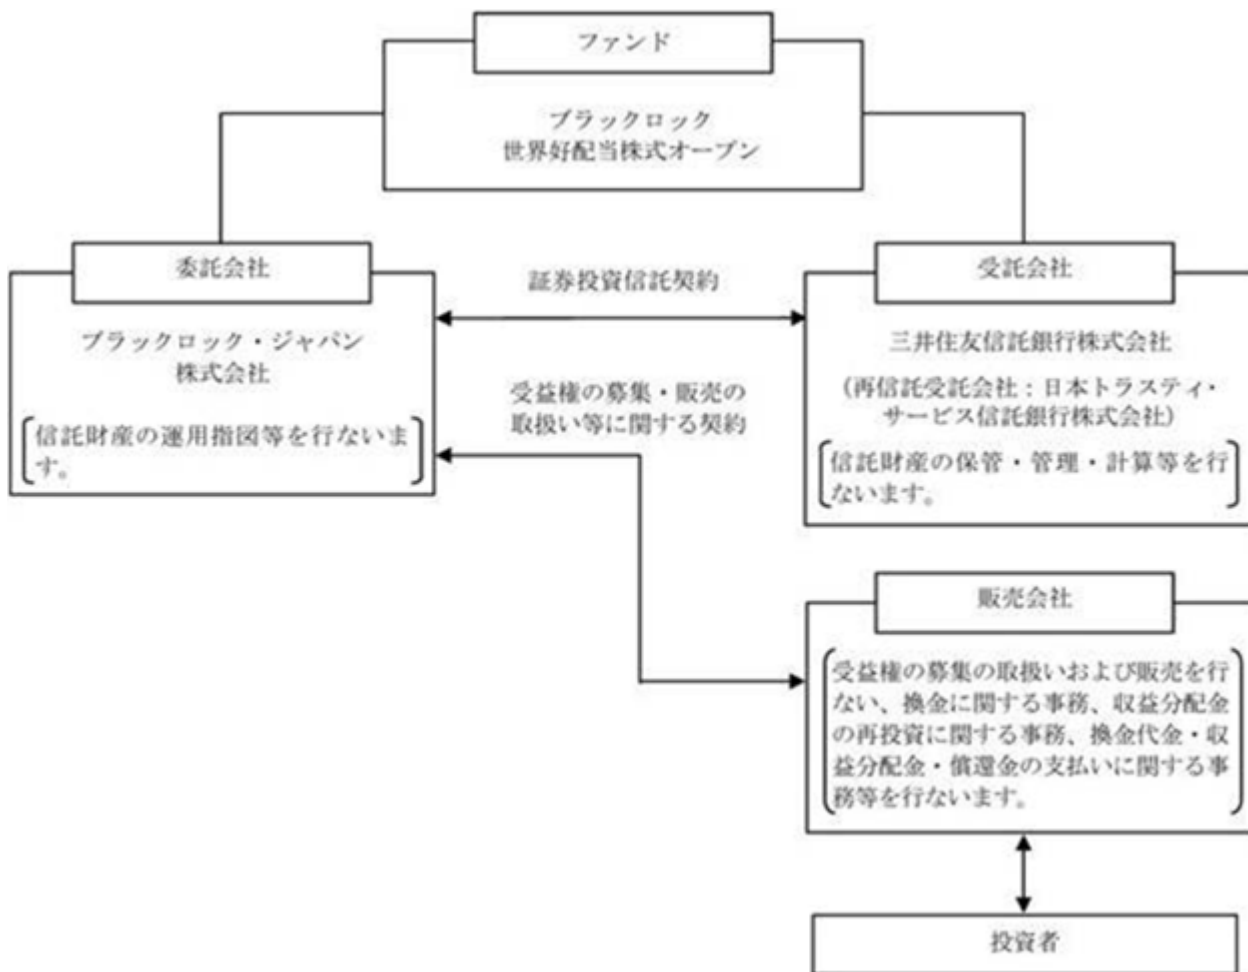 ファンド
ブラックロック
世界好配当株式オープン
委託会社
ブラックロック・ジャパン
株式会社
信託財産の運用指図等を行ないま
す。
証券投資信託契約
受益権の募集・販売の
取扱い等に関する契約
受託会社
三井住友信託銀行株式会社
(再信託受託会社:日本トラスティ・
サービス信託銀行株式会社)
信託財産の保管・管理・計算等を行
ないます。
販売会社
受益権の募集の取扱いおよび販売を行
ない、換金に関する事務、収益分配金
の再投資に関する事務、換金代金・収
益分配金・償還金の支払いに関する事
務等を行ないます。
投資者